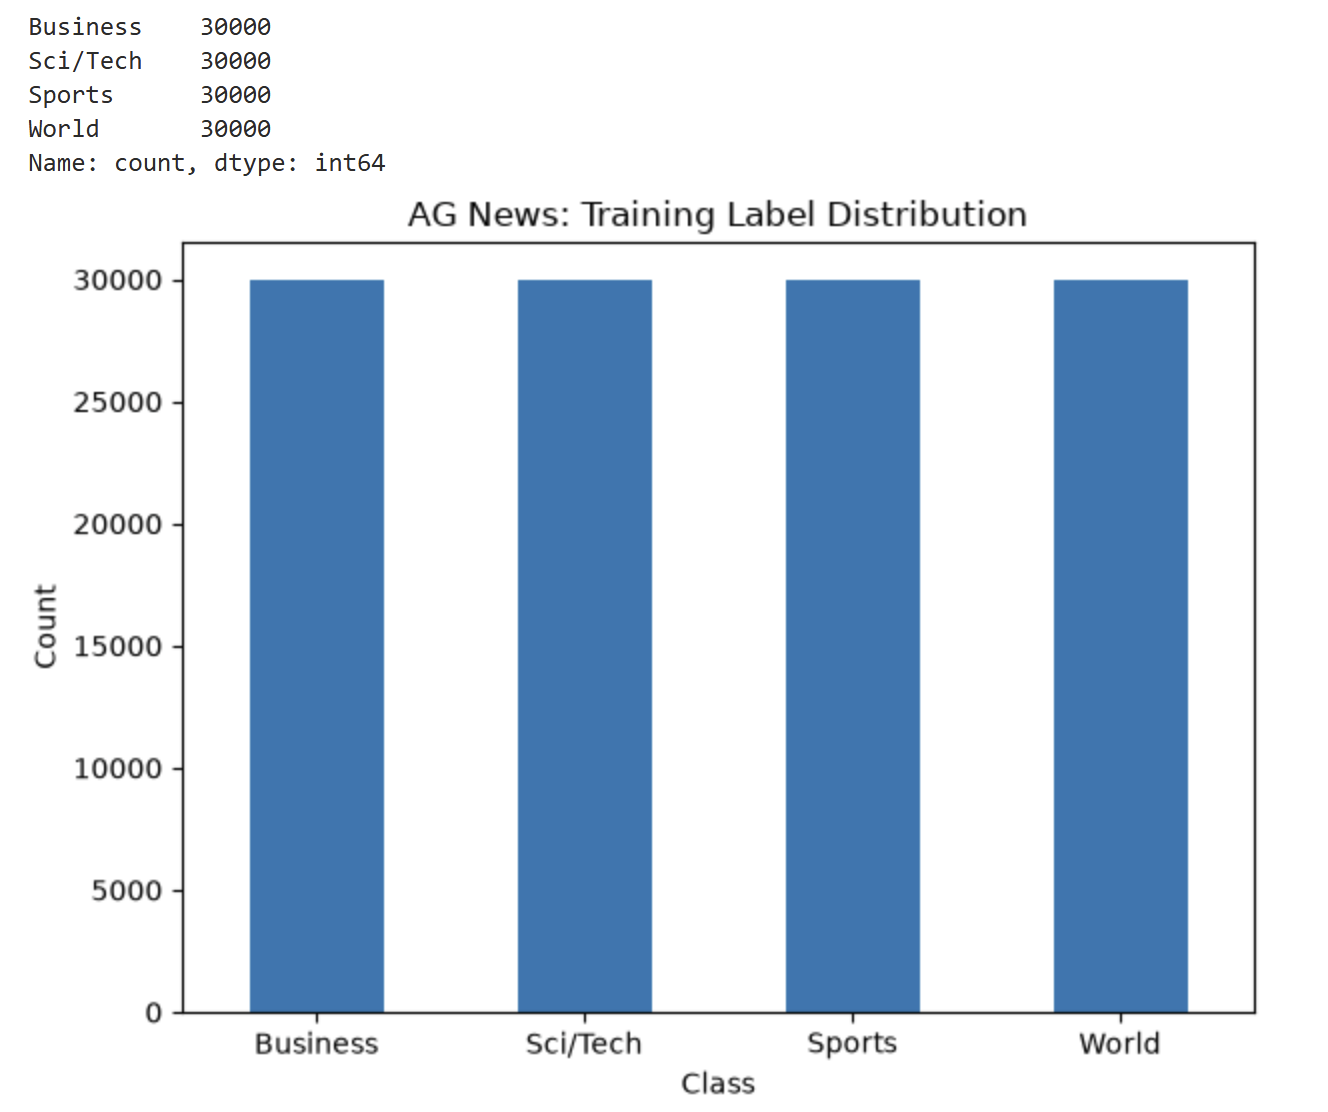 Business    30000
Sci/Tech    30000
Sports      30000
World       30000
Name: count, dtype: int64
AG News: Training Label Distribution
30000
25000
20000
15000
10000
5000
0
Count
Business Sci/Tech Sports World
Class